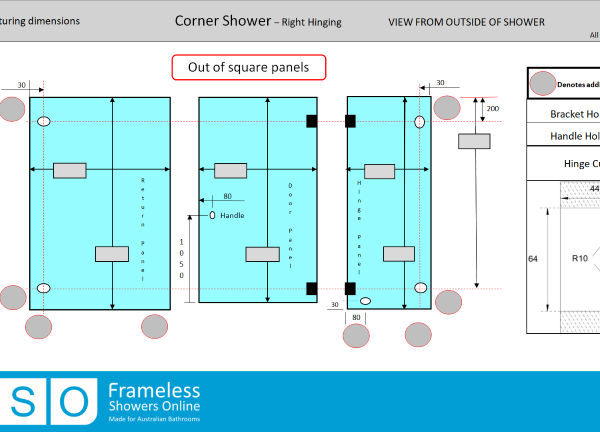 turing dimensions
Corner Shower – Right Hinging
VIEW FROM OUTSIDE OF SHOWER
All
Out of square panels
30
30
200
Denotes addi
Bracket Ho
Handle Hol
Hinge Cu
44
64
R10
Return Panel
80
Handle
1050
Door Panel
Hinge Panel
30
80
SO
Frameless
Showers Online
Made for Australian Bathrooms